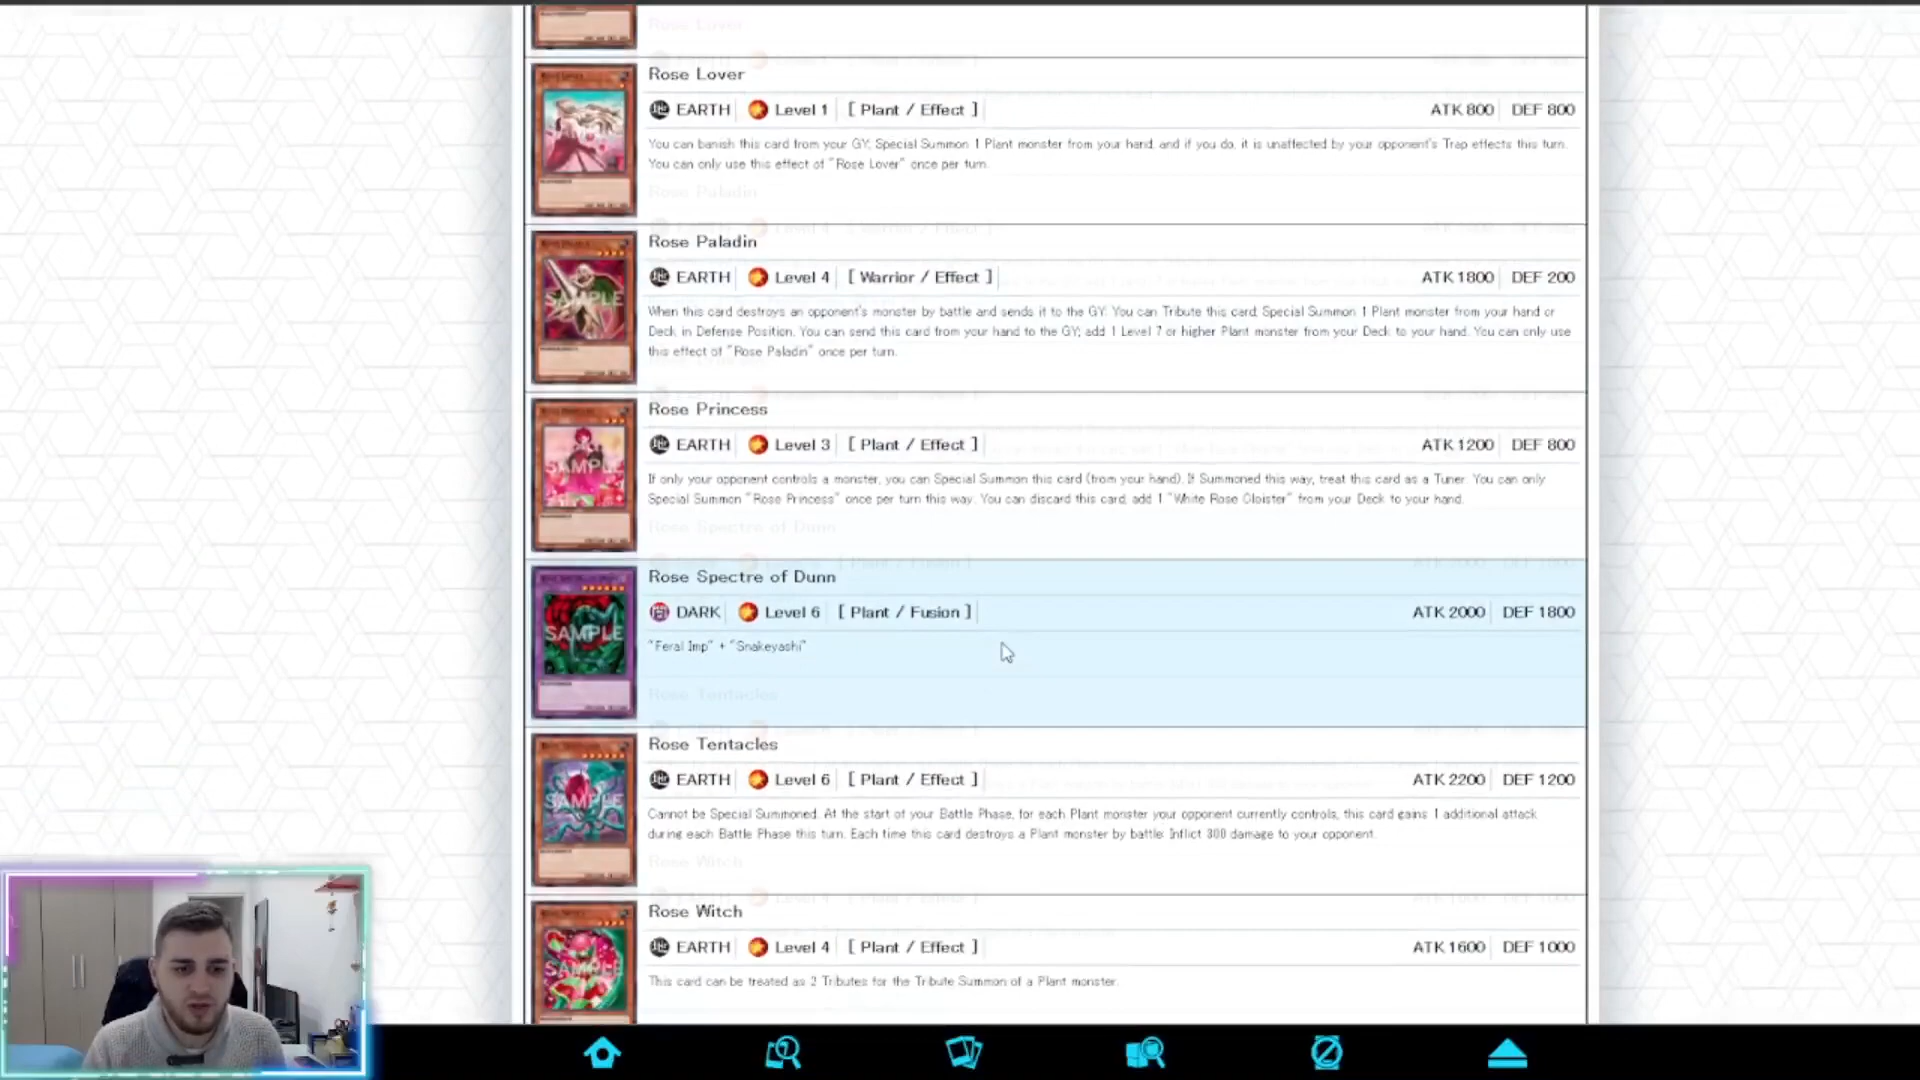 Rose Lover
EARTH Level 1 [ Plant / Effect ] ATK 800 DEF 800
You can banish this card from your GY; Special Summon 1 Plant monster from your hand, and if you do, it is unaffected by your opponent's Trap effects this turn.
You can only use this effect of "Rose Lover" once per turn.
Rose Paladin
EARTH Level 4 [ Warrior / Effect ] ATK 1800 DEF 200
SAMPLE
When this card destroys an opponent's monster by battle and sends it to the GY: You can Tribute this card; Special Summon 1 Plant monster from your hand or
Deck in Defense Position. You can send this card from your hand to the GY; add 1 Level 7 or higher Plant monster from your Deck to your hand. You can only use
this effect of "Rose Paladin" once per turn.
Rose Princess
EARTH Level 3 [ Plant / Effect ] ATK 1200 DEF 800
SAMPLE
If only your opponent controls a monster, you can Special Summon this card (from your hand). If Summoned this way, treat this card as a Tuner. You can only
Special Summon "Rose Princess" once per turn this way. You can discard this card; add 1 "White Rose Cloister" from your Deck to your hand.
Rose Spectre of Dunn
DARK Level 6 [ Plant / Fusion ] ATK 2000 DEF 1800
SAMPLE
"Feral Imp" + "Snakeyashi"
Rose Tentacles
EARTH Level 6 [ Plant / Effect ] ATK 2200 DEF 1200
SAMPLE
Cannot be Special Summoned. At the start of your Battle Phase, for each Plant monster your opponent currently controls, this card gains 1 additional attack
during each Battle Phase this turn. Each time this card destroys a Plant monster by battle: Inflict 300 damage to your opponent.
Rose Witch
EARTH Level 4 [ Plant / Effect ] ATK 1600 DEF 1000
SAMPLE
This card can be treated as 2 Tributes for the Tribute Summon of a Plant monster.